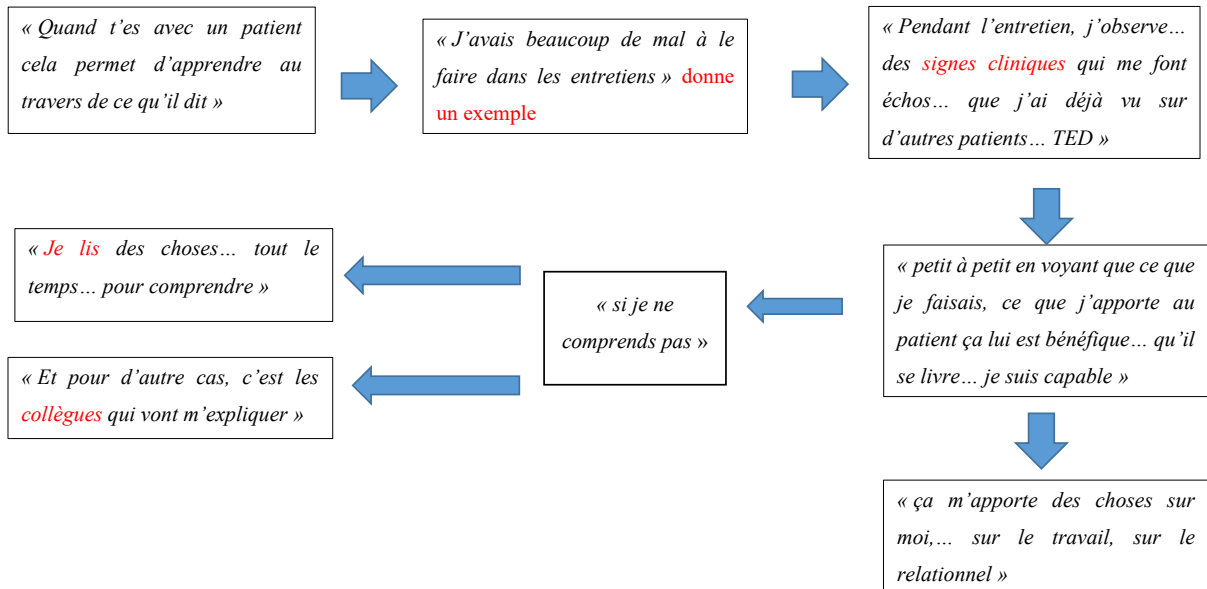 « Quand t'es avec un patient
cela permet d'apprendre au
travers de ce qu'il dit »
« J'avais beaucoup de mal à le
faire dans les entretiens » donne
un exemple
« Pendant l'entretien, j'observe…
des signes cliniques qui me font
échos… que j'ai déjà vu sur
d'autres patients… TED »
« petit à petit en voyant que ce que
je faisais, ce que j'apporte au
patient ça lui est bénéfique… qu'il
se livre… je suis capable »
« si je ne
comprends pas »
« Je lis des choses… tout le
temps… pour comprendre »
« Et pour d'autre cas, c'est les
collègues qui vont m'expliquer »
« ça m'apporte des choses sur
moi,… sur le travail, sur le
relationnel »